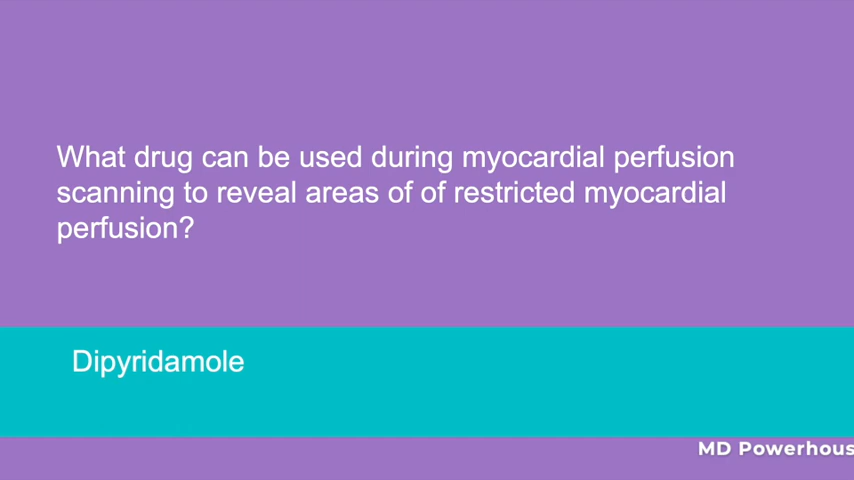 What drug can be used during myocardial perfusion
scanning to reveal areas of of restricted myocardial
perfusion?
Dipyridamole
MD Powerhous